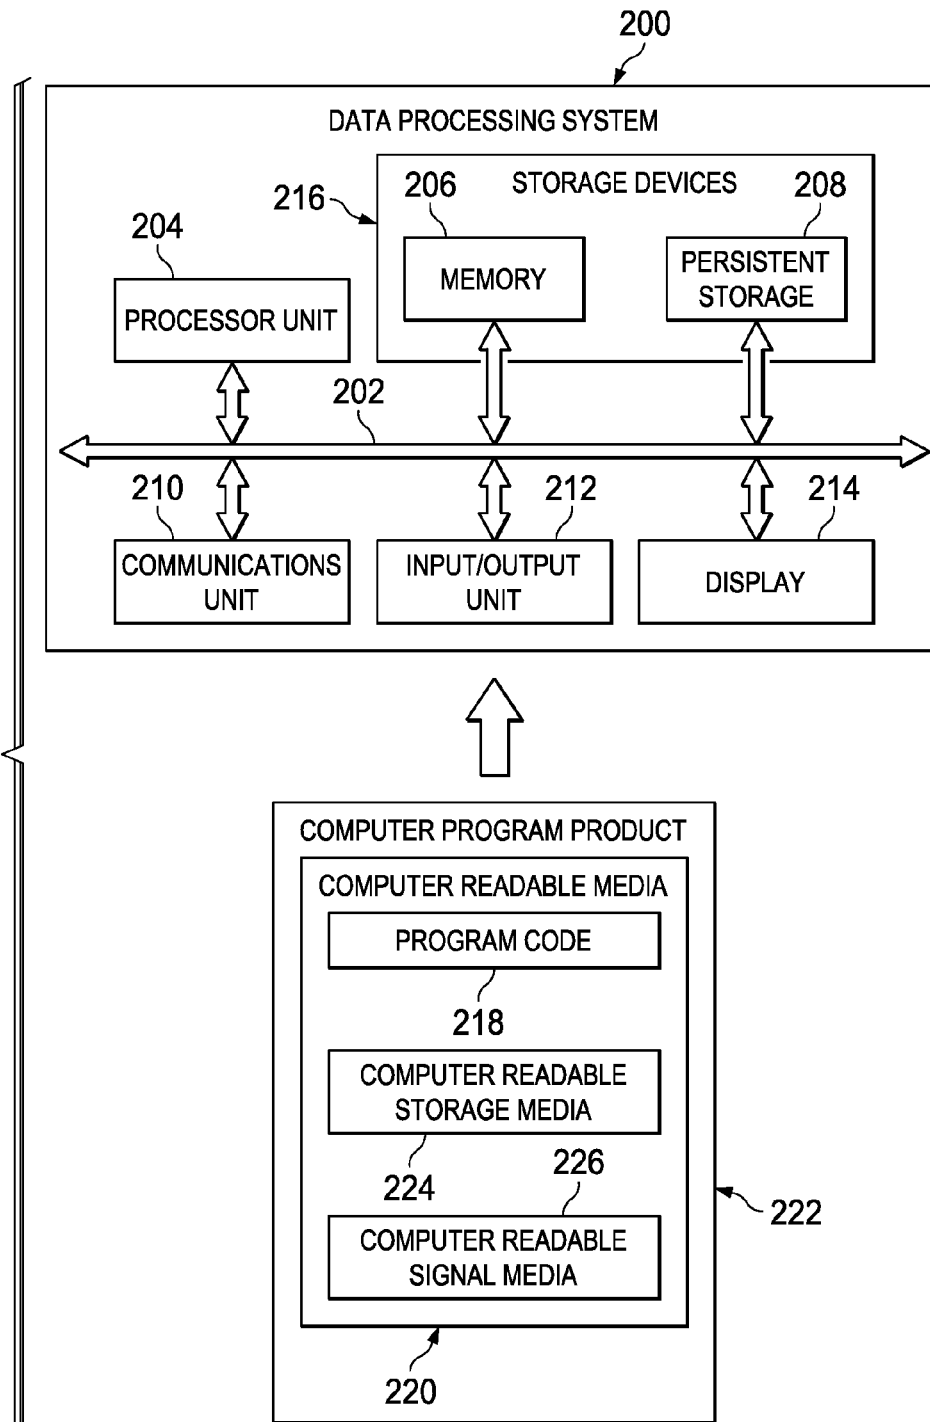 200
DATA PROCESSING SYSTEM
216
206
STORAGE DEVICES
208
204
MEMORY
PERSISTENT
STORAGE
PROCESSOR UNIT
202
210
212
214
COMMUNICATIONS
UNIT
INPUT/OUTPUT
UNIT
DISPLAY
COMPUTER PROGRAM PRODUCT
COMPUTER READABLE MEDIA
PROGRAM CODE
218
COMPUTER READABLE
STORAGE MEDIA
224
226
222
COMPUTER READABLE
SIGNAL MEDIA
220